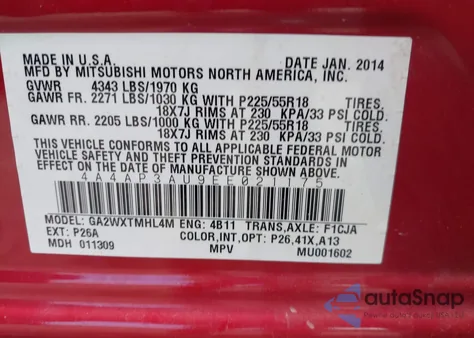 MADE IN U.S.A. DATE JAN. 2014
MFD BY MITSUBISHI MOTORS NORTH AMERICA, INC.
GVWR 4343 LBS/1970 KG
GAWR FR. 2271 LBS/1030 KG WITH P225/55R18 TIRES.
18X7J RIMS AT 230 KPA/33 PSI COLD.
GAWR RR. 2205 LBS/1000 KG WITH P225/55R18 TIRES.
18X7J RIMS AT 230 KPA/33 PSI COLD.
THIS VEHICLE CONFORMS TO ALL APPLICABLE FEDERAL MOTOR
VEHICLE SAFETY AND THEFT PREVENTION STANDARDS IN EFFECT
ON THE DATE OF MANUFACTURE SHOWN ABOVE.
4A4AP3AU9EE021175
MODEL: GA2WXTMHL4M ENG: 4B11 TRANS,AXLE: F1CJA
EXT: P26A COLOR,INT,OPT: P26,41X,A13
MDH 011309 MPV MU001602
autoSnap